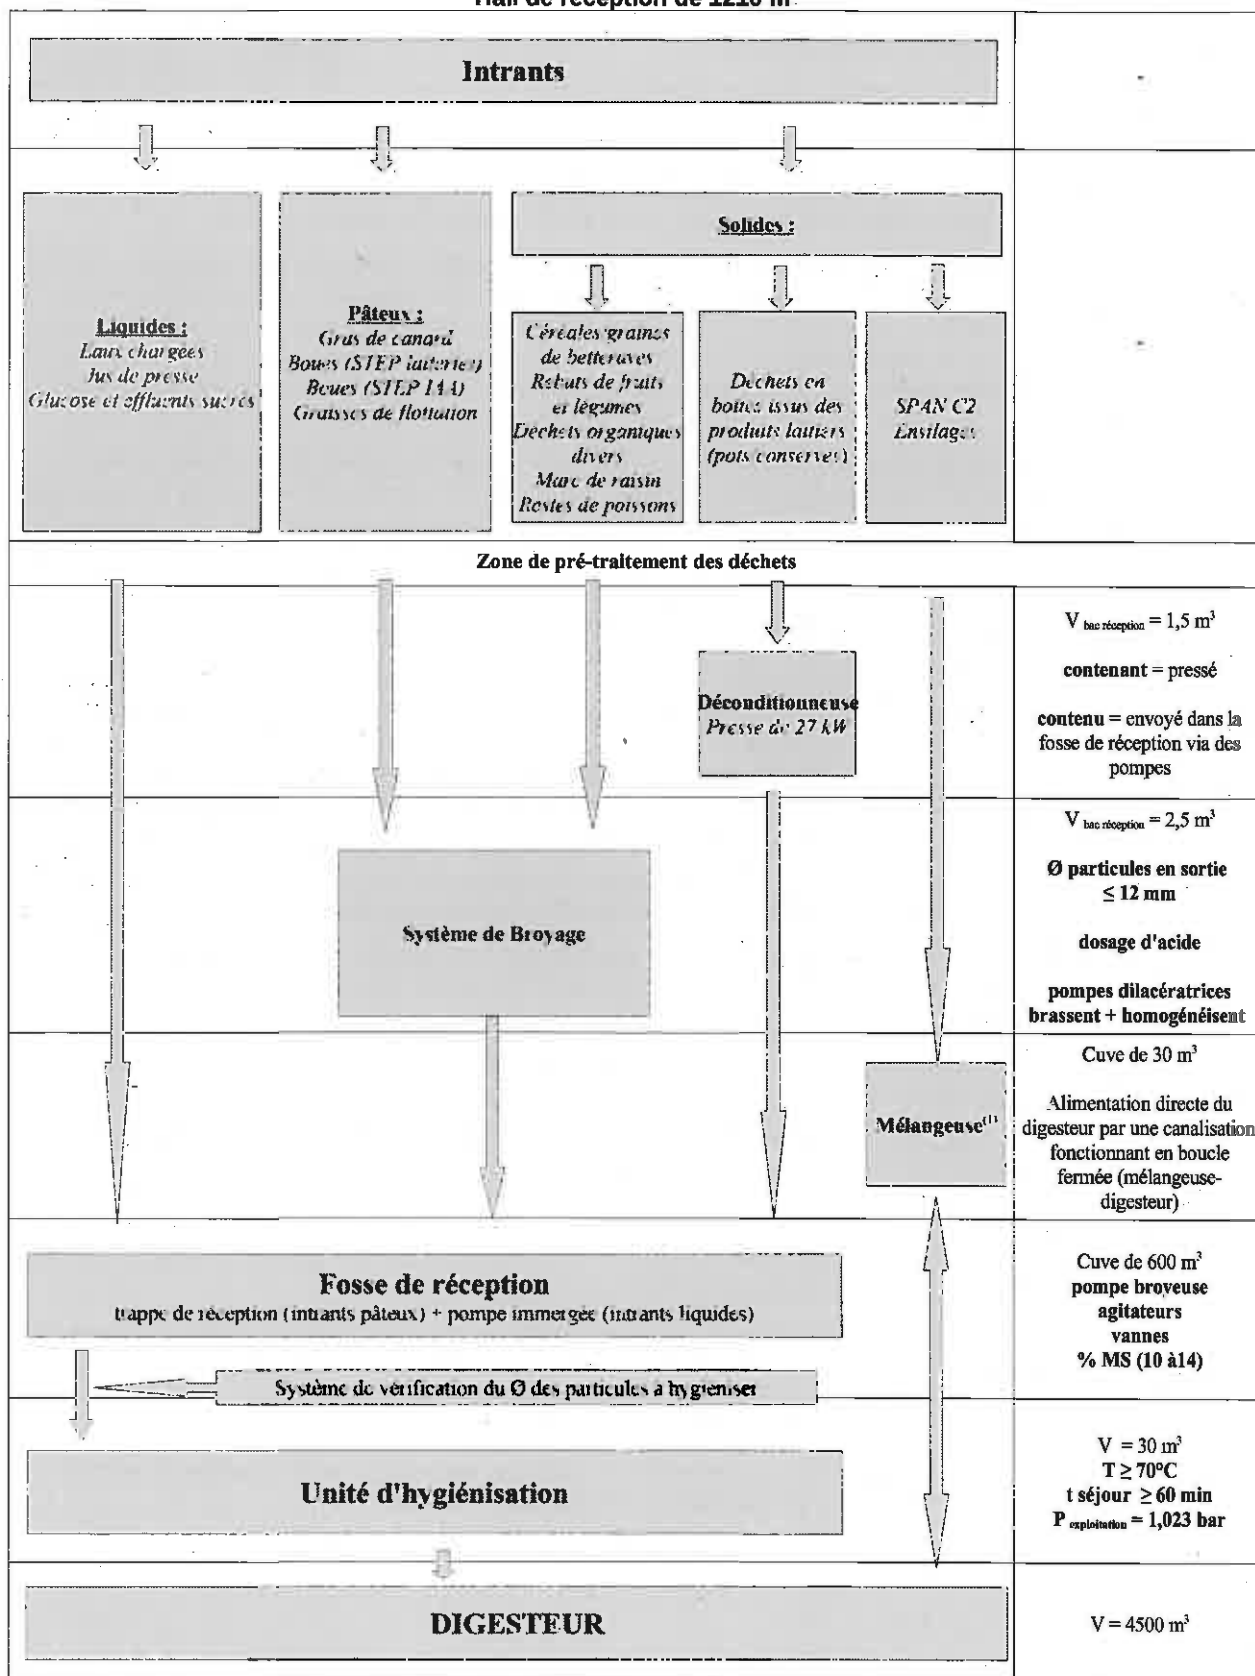 Hall de réception de 1210 m
Intrants
Liquides :
Eaux chargées
Jus de presse
Glucose et effluents sucrés
Pâteux :
Gras de canard
Boues (STEP laiteries)
Boues (STEP IAA)
Graisses de flottation
Solides :
Céréales/graines
de betteraves
Rebuts de fruits
et légumes
Déchets organiques
divers
Marc de raisin
Restes de poissons
Déchets en
boîtes issus des
produits laitiers
(pots conserves)
SPAN C2
Ensilages
Zone de pré-traitement des déchets
Déconditionneuse
Presse de 27 kW
V bac réception = 1,5 m³
contenant = pressé
contenu = envoyé dans la
fosse de réception via des
pompes
Système de Broyage
V bac réception = 2,5 m³
Ø particules en sortie
≤ 12 mm
dosage d'acide
pompes dilacératrices
brassent + homogénéisent
Mélangeuse(1)
Cuve de 30 m³
Alimentation directe du
digesteur par une canalisation
fonctionnant en boucle
fermée (mélangeuse-
digesteur)
Fosse de réception
trappe de réception (intrants pâteux) + pompe immergée (intrants liquides)
Cuve de 600 m³
pompe broyeuse
agitateurs
vannes
% MS (10 à14)
Système de vérification du Ø des particules à hygiéniser
Unité d'hygiénisation
V = 30 m³
T ≥ 70°C
t séjour ≥ 60 min
P exploitation = 1,023 bar
DIGESTEUR
V = 4500 m³